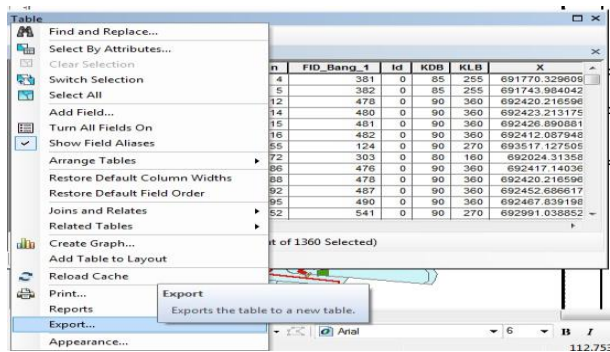 Table
Find and Replace...
Select By Attributes...
Clear Selection
Switch Selection
Select All
Add Field...
Turn All Fields On
Show Field Aliases
Arrange Tables
Restore Default Column Widths
Restore Default Field Order
Joins and Relates
Related Tables
Create Graph...
Add Table to Layout
Reload Cache
Print...
Reports
Export...
Appearance...
n FID_Bang_1 Id KDB KLB X
4 381 0 85 255 691770.329609
5 382 0 85 255 691743.984042
12 478 0 90 360 692420.216596
14 480 0 90 360 692423.213175
15 481 0 90 360 692426.890881
16 482 0 90 360 692412.087948
55 124 0 90 270 693517.127505
72 303 0 80 160 692024.31358
86 476 0 90 360 692417.14036
88 478 0 90 360 692420.216596
92 487 0 90 360 692452.686617
95 490 0 90 360 692467.839198
52 541 0 90 270 692991.038852
t of 1360 Selected)
Export
Exports the table to a new table.
Arial 6 B I
112.753